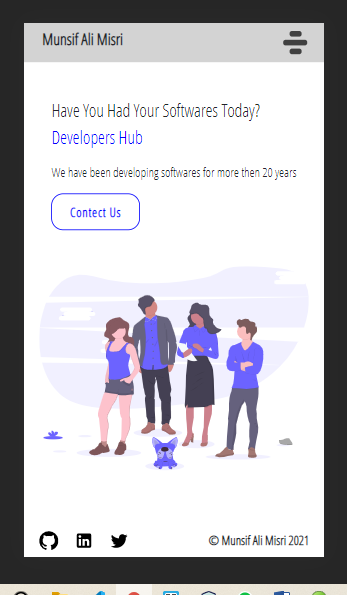 Munsif Ali Misri
Have You Had Your Softwares Today?
Developers Hub
We have been developing softwares for more then 20 years
Contect Us
© Munsif Ali Misri 2021